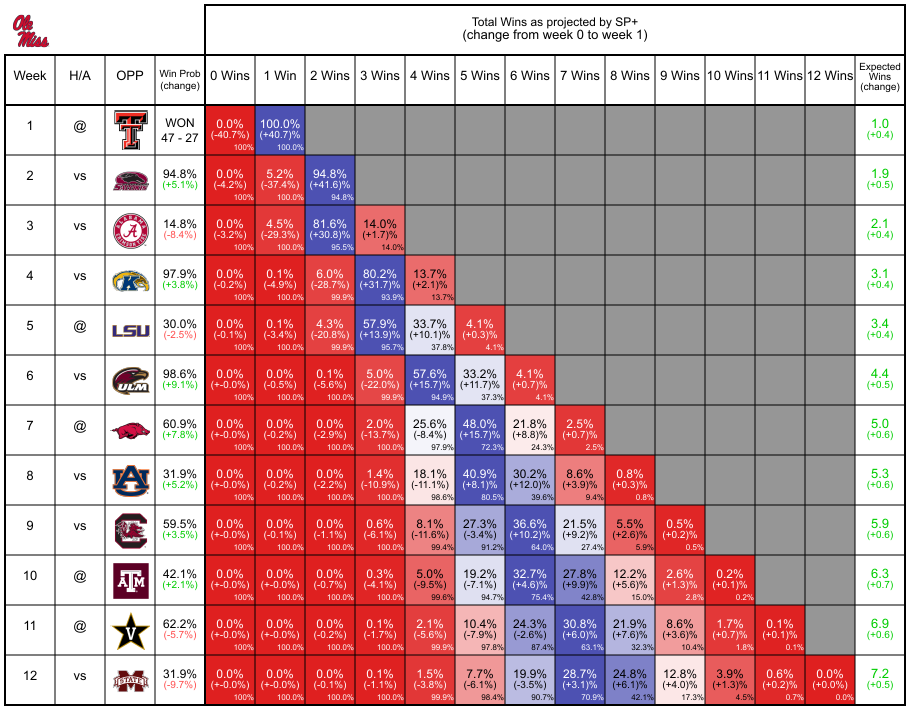 Ole
Miss
Total Wins as projected by SP+
(change from week 0 to week 1)
Week H/A OPP Win Prob (change) 0 Wins 1 Win 2 Wins 3 Wins 4 Wins 5 Wins 6 Wins 7 Wins 8 Wins 9 Wins 10 Wins 11 Wins 12 Wins Expected Wins (change)
1 @ T WON 0.0% 100.0% 1.0
47 - 27 (-40.7%) (+40.7)% (+0.4)
100% 100.0%
2 vs 94.8% 0.0% 5.2% 94.8% 1.9
(+5.1%) (-4.2%) (-37.4%) (+41.6)% (+0.5)
100% 100.0% 94.8%
3 vs 14.8% 0.0% 4.5% 81.6% 14.0% 2.1
(-8.4%) (-3.2%) (-29.3%) (+30.8)% (+1.7)% (+0.4)
100% 100.0% 95.5% 14.0%
4 vs K 97.9% 0.0% 0.1% 6.0% 80.2% 13.7% 3.1
(+3.8%) (-0.2%) (-4.9%) (-28.7%) (+31.7)% (+2.1)% (+0.4)
100% 100.0% 99.9% 93.9% 13.7%
5 @ LSU 30.0% 0.0% 0.1% 4.3% 57.9% 33.7% 4.1% 3.4
(-2.5%) (-0.1%) (-3.4%) (-20.8%) (+13.9)% (+10.1)% (+0.3)% (+0.4)
100% 100.0% 99.9% 95.7% 37.8% 4.1%
6 vs ULM 98.6% 0.0% 0.0% 0.1% 5.0% 57.6% 33.2% 4.1% 4.4
(+9.1%) (+-0.0%) (-0.5%) (-5.6%) (-22.0%) (+15.7)% (+11.7)% (+0.7)% (+0.5)
100% 100.0% 100.0% 99.9% 94.9% 37.3% 4.1%
7 @ 60.9% 0.0% 0.0% 0.0% 2.0% 25.6% 48.0% 21.8% 2.5% 5.0
(+7.8%) (+-0.0%) (-0.2%) (-2.9%) (-13.7%) (-8.4%) (+15.7)% (+8.8)% (+0.7)% (+0.6)
100% 100.0% 100.0% 100.0% 97.9% 72.3% 24.3% 2.5%
8 vs AU 31.9% 0.0% 0.0% 0.0% 1.4% 18.1% 40.9% 30.2% 8.6% 0.8% 5.3
(+5.2%) (+-0.0%) (-0.2%) (-2.2%) (-10.9%) (-11.1%) (+8.1)% (+12.0)% (+3.9)% (+0.3)% (+0.6)
100% 100.0% 100.0% 100.0% 98.6% 80.5% 39.6% 9.4% 0.8%
9 vs C 59.5% 0.0% 0.0% 0.0% 0.6% 8.1% 27.3% 36.6% 21.5% 5.5% 0.5% 5.9
(+3.5%) (+-0.0%) (-0.1%) (-1.1%) (-6.1%) (-11.6%) (-3.4%) (+10.2)% (+9.2)% (+2.6)% (+0.2)% (+0.6)
100% 100.0% 100.0% 100.0% 99.4% 91.2% 64.0% 27.4% 5.9% 0.5%
10 @ ATM 42.1% 0.0% 0.0% 0.0% 0.3% 5.0% 19.2% 32.7% 27.8% 12.2% 2.6% 0.2% 6.3
(+2.1%) (+-0.0%) (+-0.0%) (-0.7%) (-4.1%) (-9.5%) (-7.1%) (+4.6)% (+9.9)% (+5.6)% (+1.3)% (+0.1)% (+0.7)
100% 100.0% 100.0% 100.0% 99.6% 94.7% 75.4% 42.8% 15.0% 2.8% 0.2%
11 @ V 62.2% 0.0% 0.0% 0.0% 0.1% 2.1% 10.4% 24.3% 30.8% 21.9% 8.6% 1.7% 0.1% 6.9
(-5.7%) (+-0.0%) (+-0.0%) (-0.2%) (-1.7%) (-5.6%) (-7.9%) (-2.6%) (+6.0)% (+7.6)% (+3.6)% (+0.7)% (+0.1)% (+0.6)
100% 100.0% 100.0% 100.0% 99.9% 97.8% 87.4% 63.1% 32.3% 10.4% 1.8% 0.1%
12 vs STATE 31.9% 0.0% 0.0% 0.0% 0.1% 1.5% 7.7% 19.9% 28.7% 24.8% 12.8% 3.9% 0.6% 0.0% 7.2
(-9.7%) (+-0.0%) (+-0.0%) (-0.1%) (-1.1%) (-3.8%) (-6.1%) (-3.5%) (+3.1)% (+6.1)% (+4.0)% (+1.3)% (+0.2)% (+0.0)% (+0.5)
100% 100.0% 100.0% 100.0% 99.9% 98.4% 90.7% 70.9% 42.1% 17.3% 4.5% 0.7% 0.0%